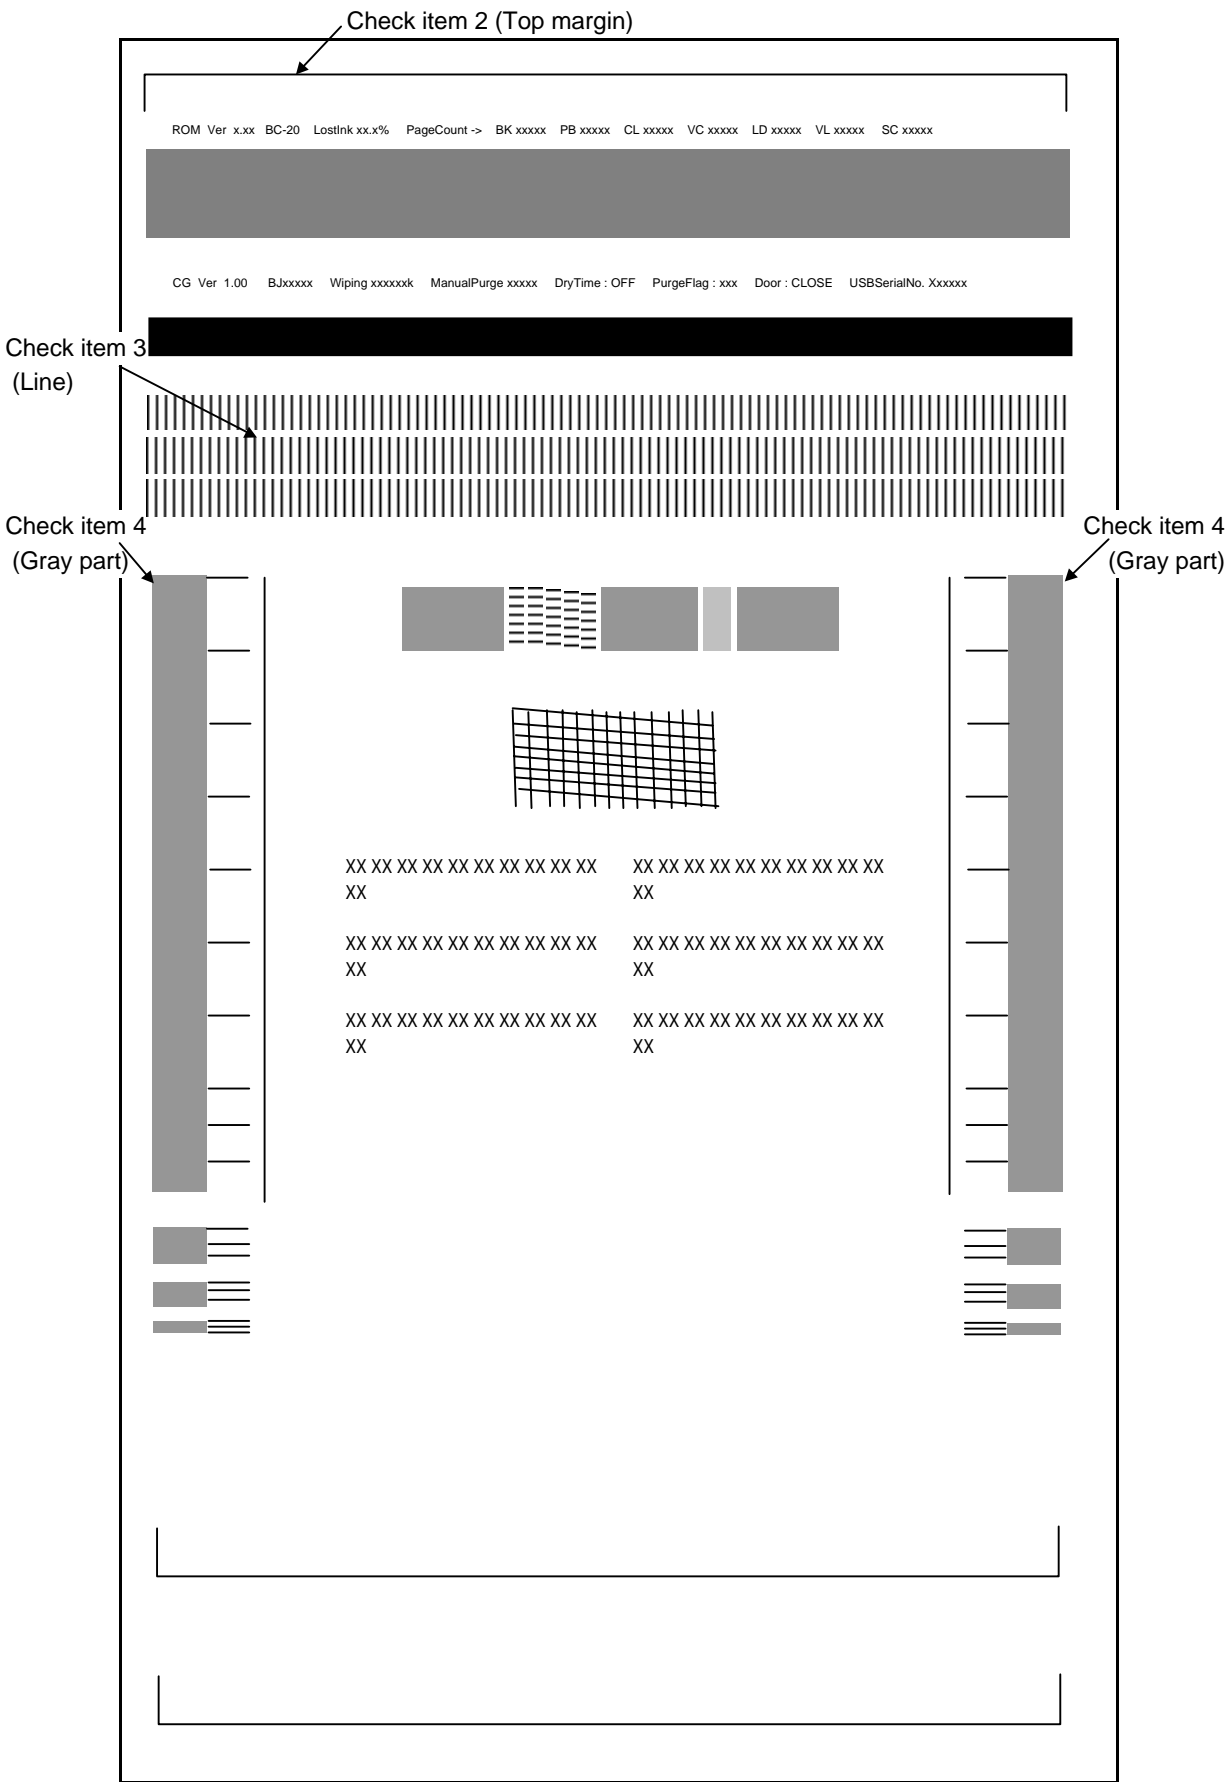 Check item 2 (Top margin)
ROM Ver x.xx BC-20 LostInk xx.x% PageCount -> BK xxxxx PB xxxxx CL xxxxx VC xxxxx LD xxxxx VL xxxxx SC xxxxx
CG Ver 1.00 BJxxxxx Wiping xxxxxxk ManualPurge xxxxx DryTime : OFF PurgeFlag : xxx Door : CLOSE USBSerialNo. Xxxxxxx
Check item 3
(Line)
Check item 4
(Gray part)
Check item 4
(Gray part)
XX XX XX XX XX XX XX XX XX XX XX XX XX XX XX XX XX XX XX XX
XX XX
XX XX XX XX XX XX XX XX XX XX XX XX XX XX XX XX XX XX XX XX
XX XX
XX XX XX XX XX XX XX XX XX XX XX XX XX XX XX XX XX XX XX XX
XX XX